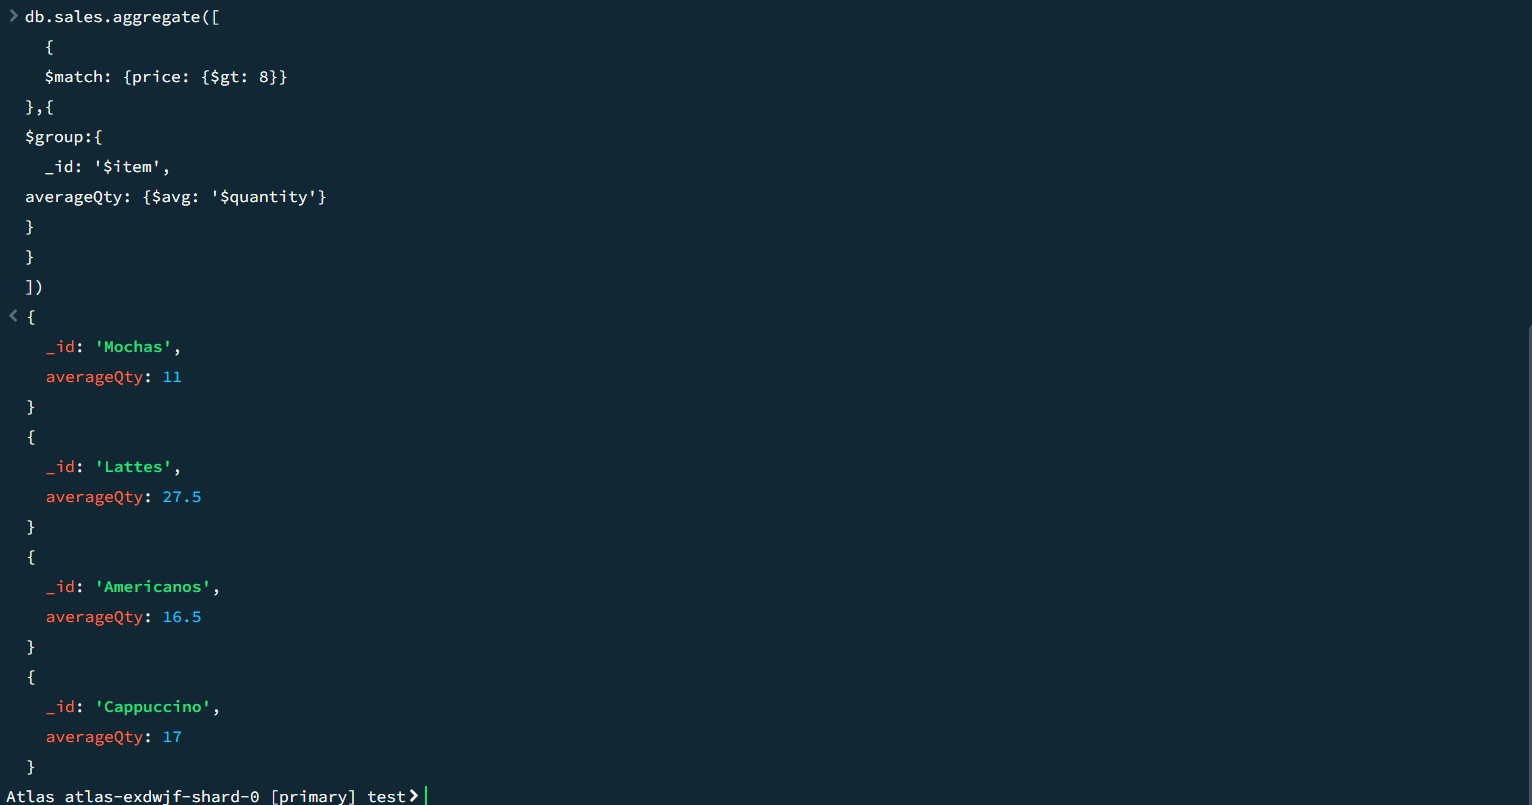 db.sales.aggregate([
{
$match: {price: {$gt: 8}}
},{
$group:{
_id: '$item',
averageQty: {$avg: '$quantity'}
}
}
])
{
_id: 'Mochas',
averageQty: 11
}
{
_id: 'Lattes',
averageQty: 27.5
}
{
_id: 'Americanos',
averageQty: 16.5
}
{
_id: 'Cappuccino',
averageQty: 17
}
Atlas atlas-exdwjf-shard-0 [primary] test>